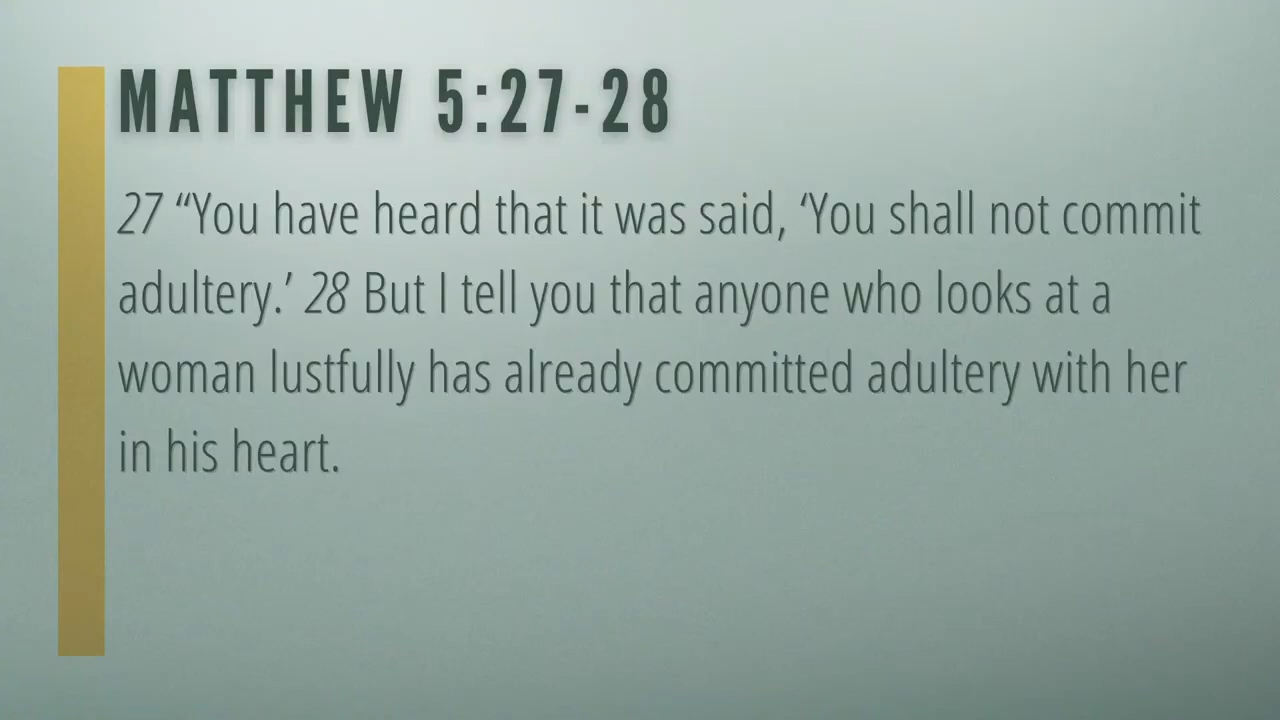 MATTHEW 5:27-28
27 “You have heard that it was said, ‘You shall not commit
adultery.’ 28 But I tell you that anyone who looks at a
woman lustfully has already committed adultery with her
in his heart.